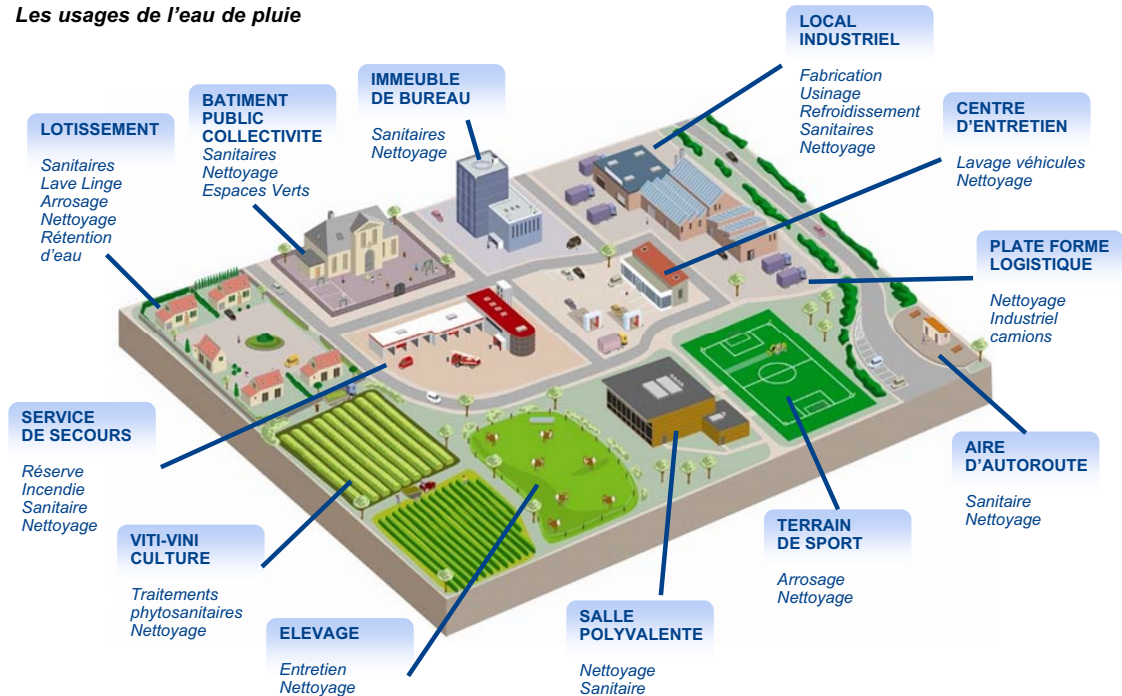 Les usages de l'eau de pluie
LOTISSEMENT
Sanitaires
Lave Linge
Arrosage
Nettoyage
Rétention
d'eau
BATIMENT
PUBLIC
COLLECTIVITE
Sanitaires
Nettoyage
Espaces Verts
IMMEUBLE
DE BUREAU
Sanitaires
Nettoyage
LOCAL
INDUSTRIEL
Fabrication
Usinage
Refroidissement
Sanitaires
Nettoyage
CENTRE
D'ENTRETIEN
Lavage véhicules
Nettoyage
PLATE FORME
LOGISTIQUE
Nettoyage
Industriel
camions
SERVICE
DE SECOURS
Réserve
Incendie
Sanitaire
Nettoyage
VITI-VINI
CULTURE
Traitements
phytosanitaires
Nettoyage
ELEVAGE
Entretien
Nettoyage
SALLE
POLYVALENTE
Nettoyage
Sanitaire
TERRAIN
DE SPORT
Arrosage
Nettoyage
AIRE
D'AUTOROUTE
Sanitaire
Nettoyage